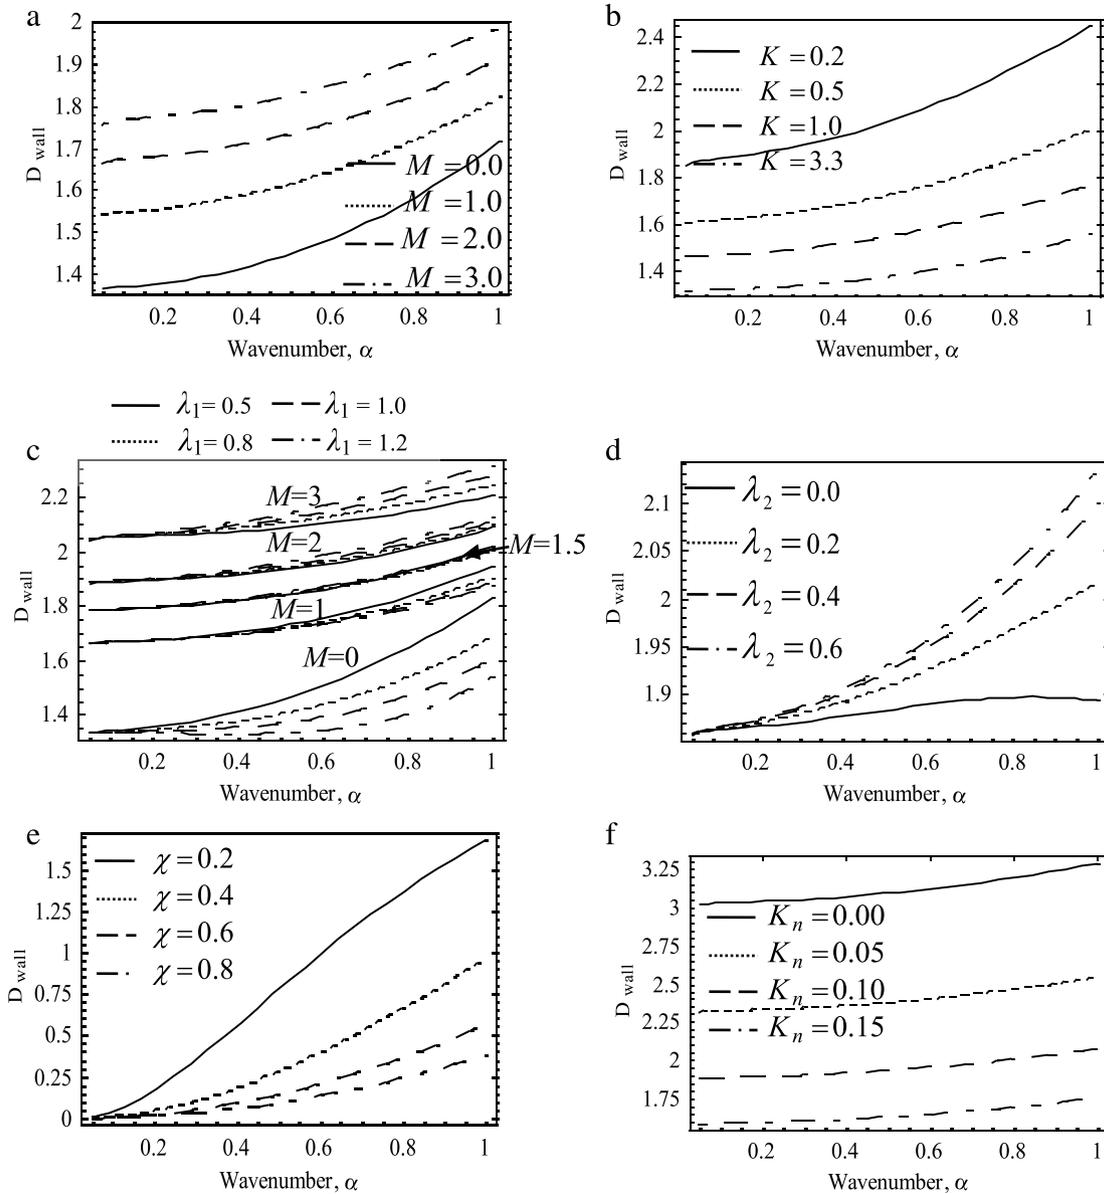 a
2
1.9
1.8
1.7
1.6
1.5
1.4
D wall
M = 0.0
M = 1.0
M = 2.0
M = 3.0
0.2 0.4 0.6 0.8 1
Wavenumber, α
b
2.4
2.2
2
1.8
1.6
1.4
D wall
K = 0.2
K = 0.5
K = 1.0
K = 3.3
0.2 0.4 0.6 0.8 1
Wavenumber, α
λ1 = 0.5 λ1 = 1.0
λ1 = 0.8 λ1 = 1.2
c
2.2
2
1.8
1.6
1.4
D wall
M=3
M=2
M=1.5
M=1
M=0
0.2 0.4 0.6 0.8 1
Wavenumber, α
d
2.1
2.05
2
1.95
1.9
D wall
λ2 = 0.0
λ2 = 0.2
λ2 = 0.4
λ2 = 0.6
0.2 0.4 0.6 0.8 1
Wavenumber, α
e
1.5
1.25
1
0.75
0.5
0.25
0
D wall
χ = 0.2
χ = 0.4
χ = 0.6
χ = 0.8
0.2 0.4 0.6 0.8 1
Wavenumber, α
f
3.25
3
2.75
2.5
2.25
2
1.75
D wall
Kn = 0.00
Kn = 0.05
Kn = 0.10
Kn = 0.15
0.2 0.4 0.6 0.8 1
Wavenumber, α